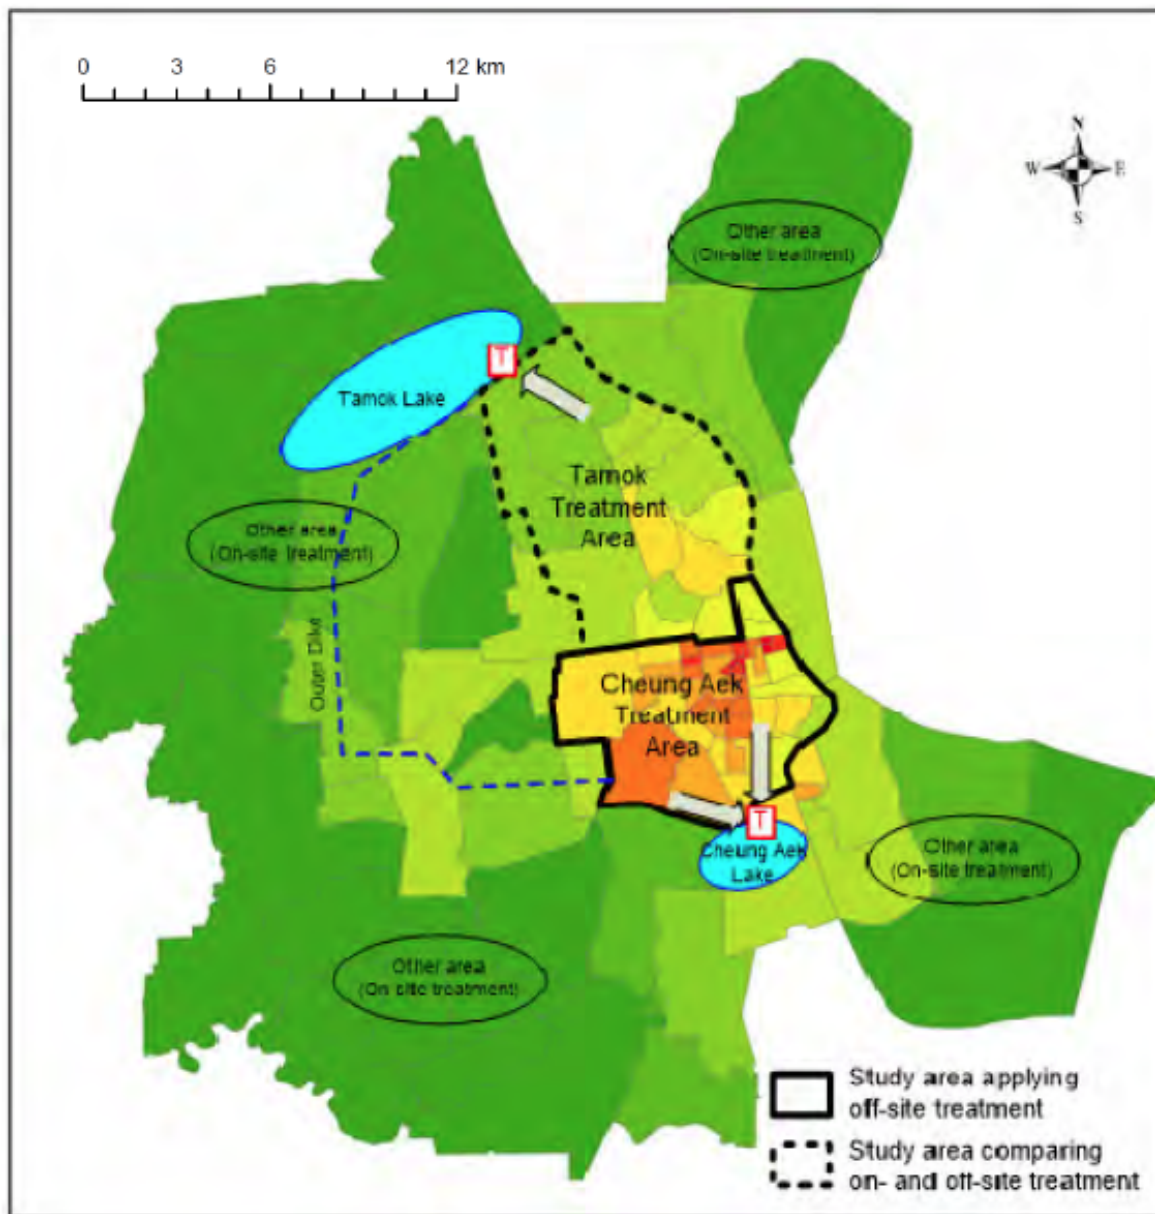 0 3 6 12 km
N
W E
S
Other area
(On-site treatment)
T
Tamok Lake
Tamok
Treatment
Area
Other area
(On-site treatment)
Outer Dike
Cheung Aek
Treatment
Area
T
Cheung Aek
Lake
Other area
(On-site treatment)
Other area
(On-site treatment)
Study area applying
off-site treatment
Study area comparing
on- and off-site treatment